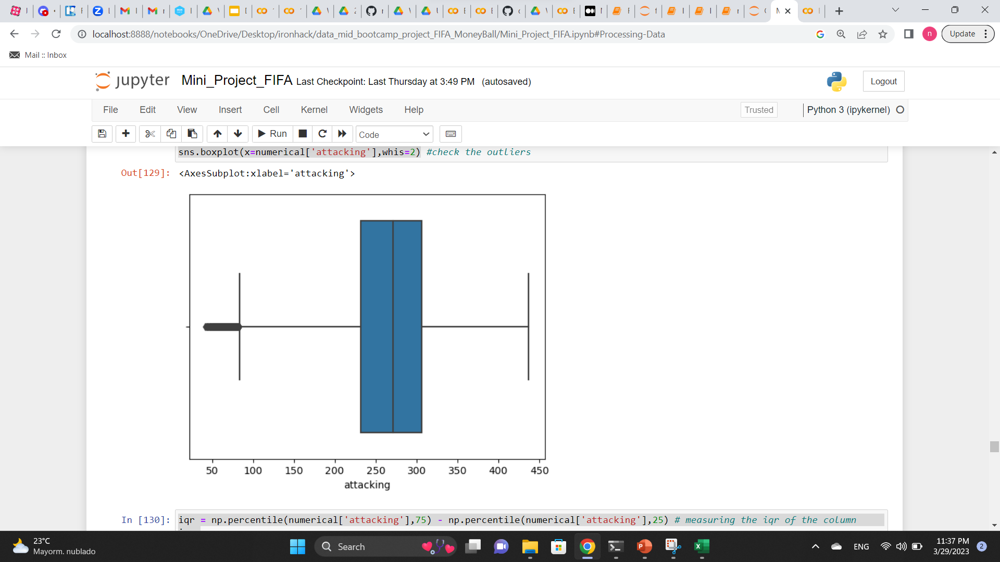 localhost:8888/notebooks/OneDrive/Desktop/ironhack/data_mid_bootcamp_project_FIFA_MoneyBall/Mini_Project_FIFA.ipynb#Processing-Data
n
Update
Mail :: Inbox
jupyter Mini_Project_FIFA Last Checkpoint: Last Thursday at 3:49 PM (autosaved)
Logout
File Edit View Insert Cell Kernel Widgets Help
Trusted
Python 3 (ipykernel)
Run
Code
sns.boxplot(x=numerical['attacking'],whis=2) #check the outliers
Out[129]: <AxesSubplot:xlabel='attacking'>
50 100 150 200 250 300 350 400 450
attacking
In [130]: iqr = np.percentile(numerical['attacking'],75) - np.percentile(numerical['attacking'],25) # measuring the iqr of the column
23°C
Mayorm. nublado
Search
ENG
11:37 PM
3/29/2023
2